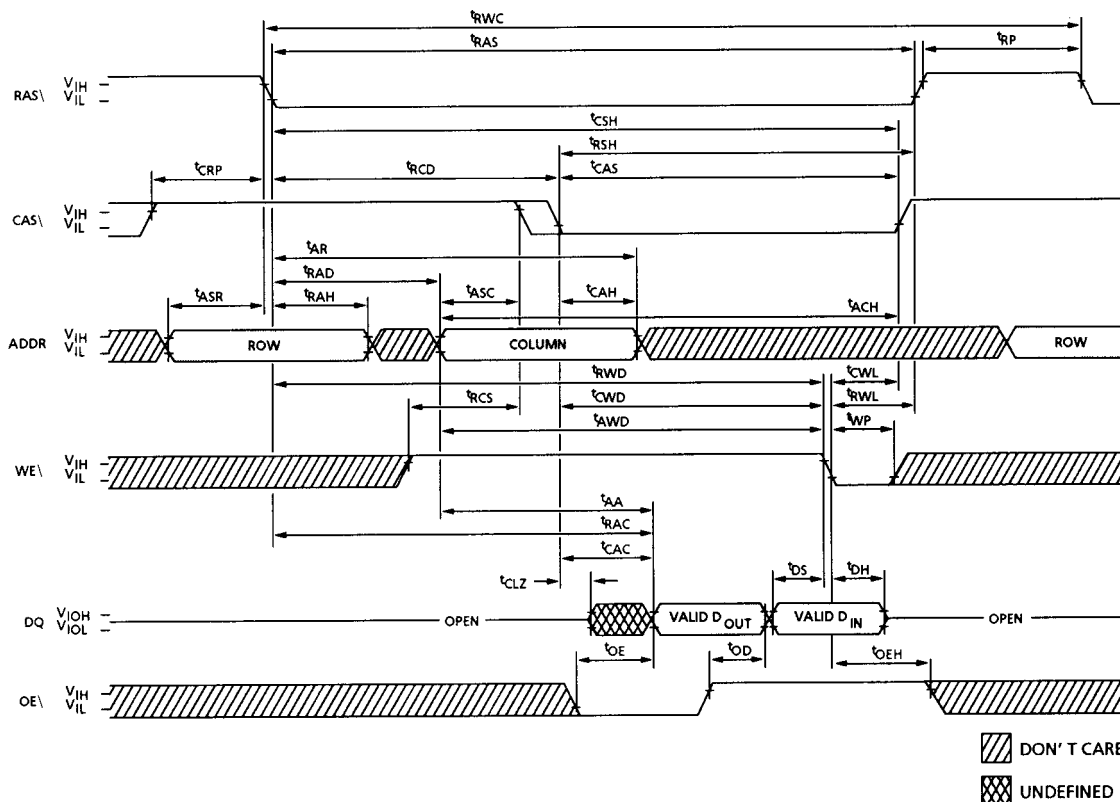 tRWC
tRAS
tRP
RAS\ VIH
VIL
tCSH
tRSH
tCRP
tRCD
tCAS
CAS\ VIH
VIL
tAR
tRAD
tASC
tCAH
tASR
tRAH
tACH
ADDR VIH
VIL
ROW
COLUMN
ROW
tRWD
tCWL
tRCS
tCWD
tRWL
tAWD
tWP
WE\ VIH
VIL
tAA
tRAC
tCAC
tCLZ
tDS
tDH
DQ VIOH
VIOL
OPEN
VALID DOUT
VALID DIN
OPEN
tOE
tOD
tOEH
OE\ VIH
VIL
DON'T CARE
UNDEFINED